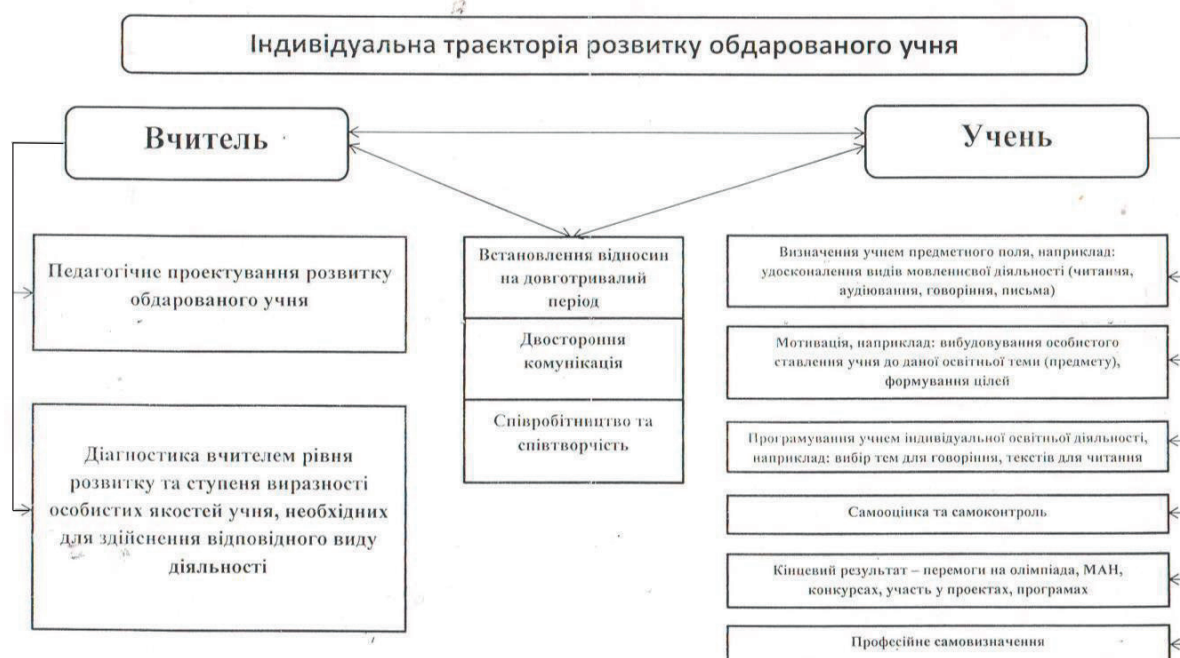 Індивідуальна траєкторія розвитку обдарованого учня
Вчитель
Учень
Педагогічне проектування розвитку
обдарованого учня
Діагностика вчителем рівня
розвитку та ступеня виразності
особистих якостей учня, необхідних
для здійснення відповідного виду
діяльності
Встановлення відносин
на довготривалий
період
Двостороння
комунікація
Співробітництво та
співтворчість
Визначення учнем предметного поля, наприклад:
удосконалення видів мовленнєвої діяльності (читання,
аудіювання, говоріння, письма)
Мотивація, наприклад: вибудовування особистого
ставлення учня до даної освітньої теми (предмету),
формування цілей
Програмування учнем індивідуальної освітньої діяльності,
наприклад: вибір тем для говоріння, текстів для читання
Самооцінка та самоконтроль
Кінцевий результат – перемоги на олімпіада, МАН,
конкурсах, участь у проектах, програмах
Професійне самовизначення